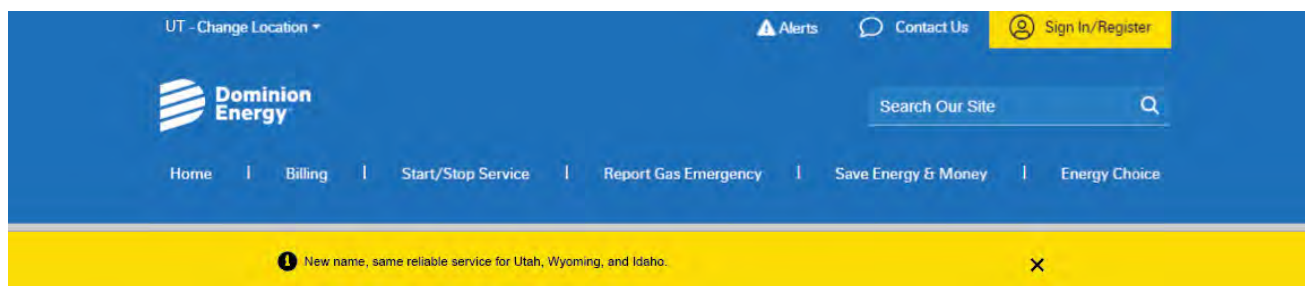 UT - Change Location
Alerts
Contact Us
Sign In/Register
Dominion
Energy
Search Our Site
Home | Billing | Start/Stop Service | Report Gas Emergency | Save Energy & Money | Energy Choice
New name, same reliable service for Utah, Wyoming, and Idaho.